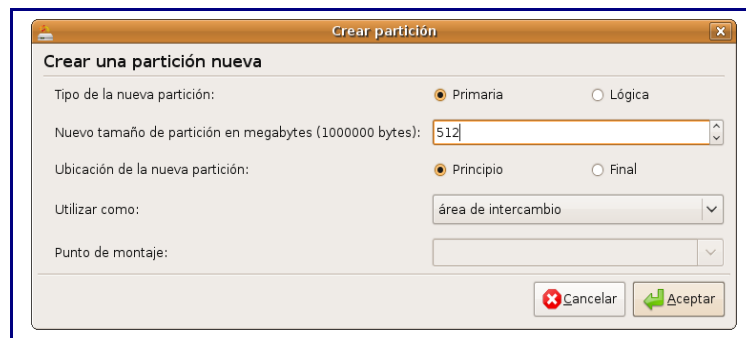 Crear partición
Crear una partición nueva
Tipo de la nueva partición: Primaria Lógica
Nuevo tamaño de partición en megabytes (1000000 bytes): 512
Ubicación de la nueva partición: Principio Final
Utilizar como: área de intercambio
Punto de montaje:
Cancelar Aceptar